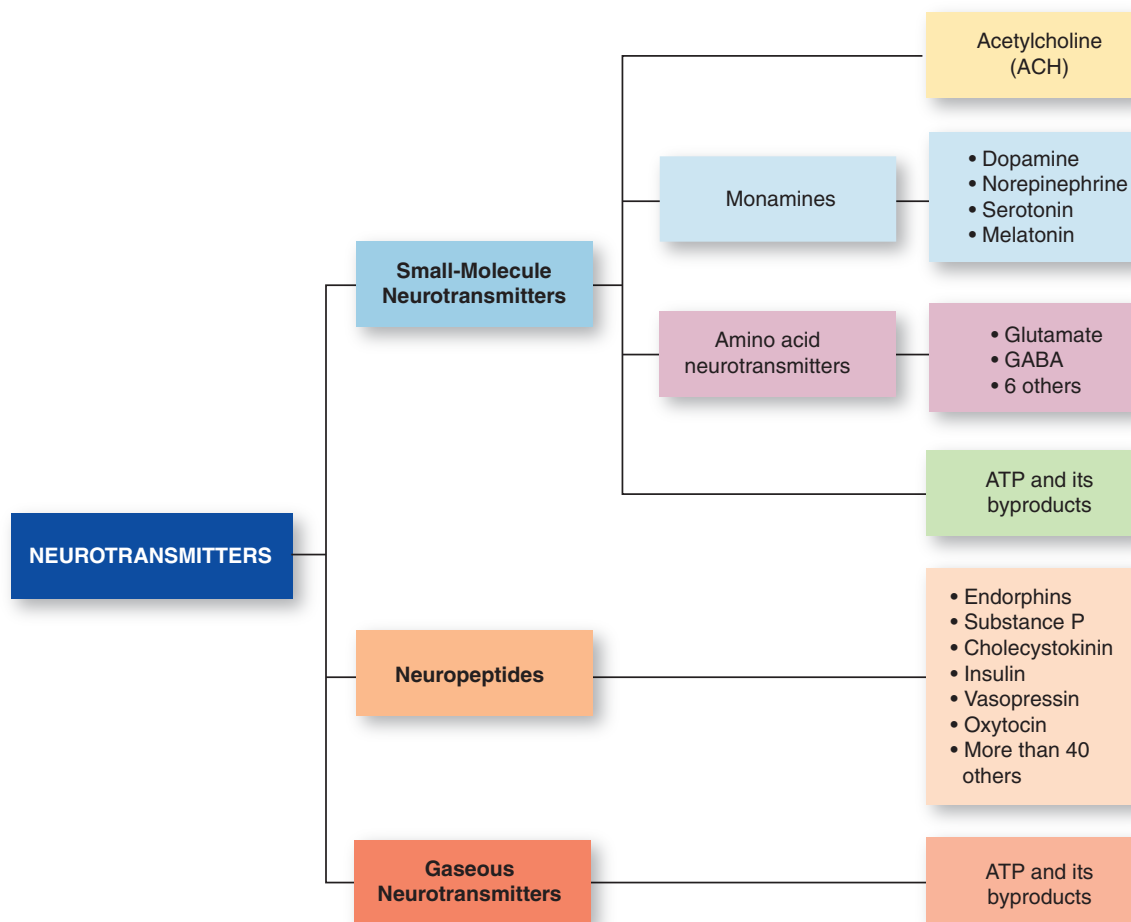 Acetylcholine
(ACH)
• Dopamine
• Norepinephrine
• Serotonin
• Melatonin
Monamines
Small-Molecule
Neurotransmitters
• Glutamate
• GABA
• 6 others
Amino acid
neurotransmitters
ATP and its
byproducts
NEUROTRANSMITTERS
• Endorphins
• Substance P
• Cholecystokinin
• Insulin
• Vasopressin
• Oxytocin
• More than 40
others
Neuropeptides
Gaseous
Neurotransmitters
ATP and its
byproducts